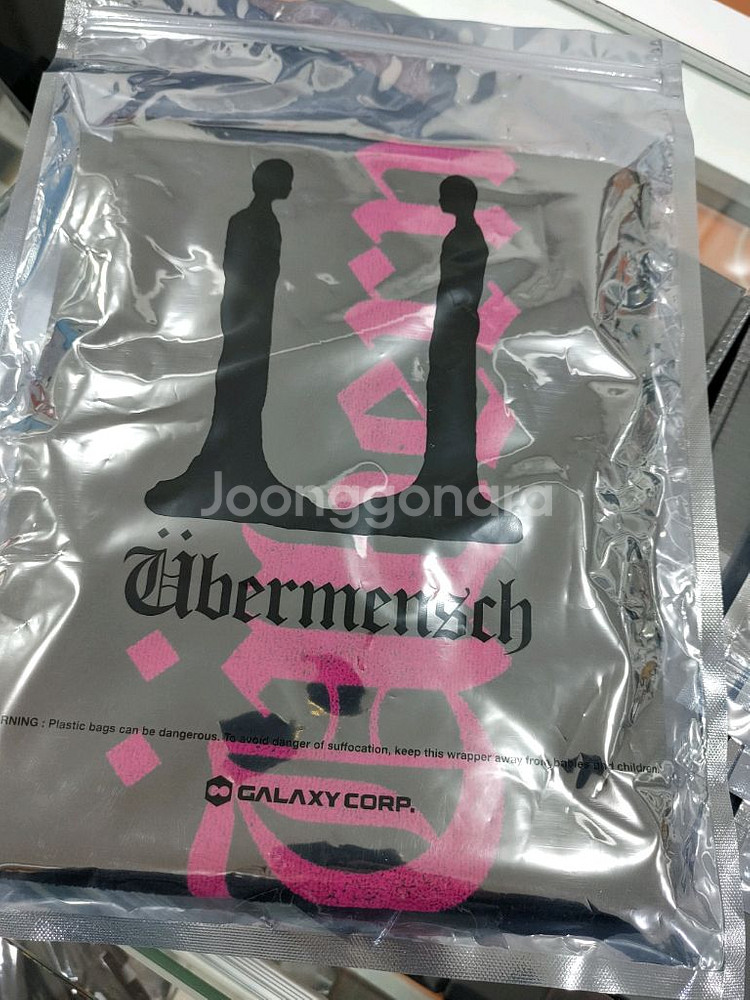 Joonggonara
Übermensch
RNING : Plastic bags can be dangerous. To avoid danger of suffocation, keep this wrapper away from babies and children.
GALAXY CORP.